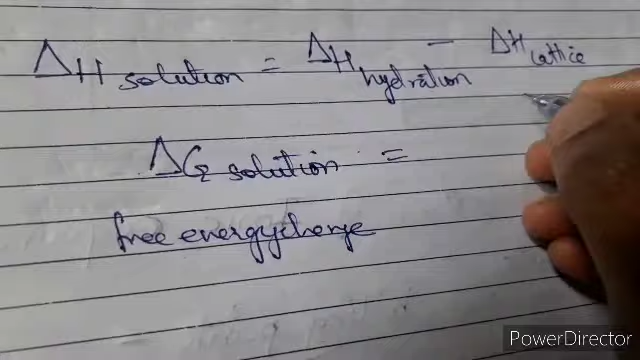 ΔH solution = ΔH hydration - ΔH lattice
ΔG solution =
free energy change
PowerDirector